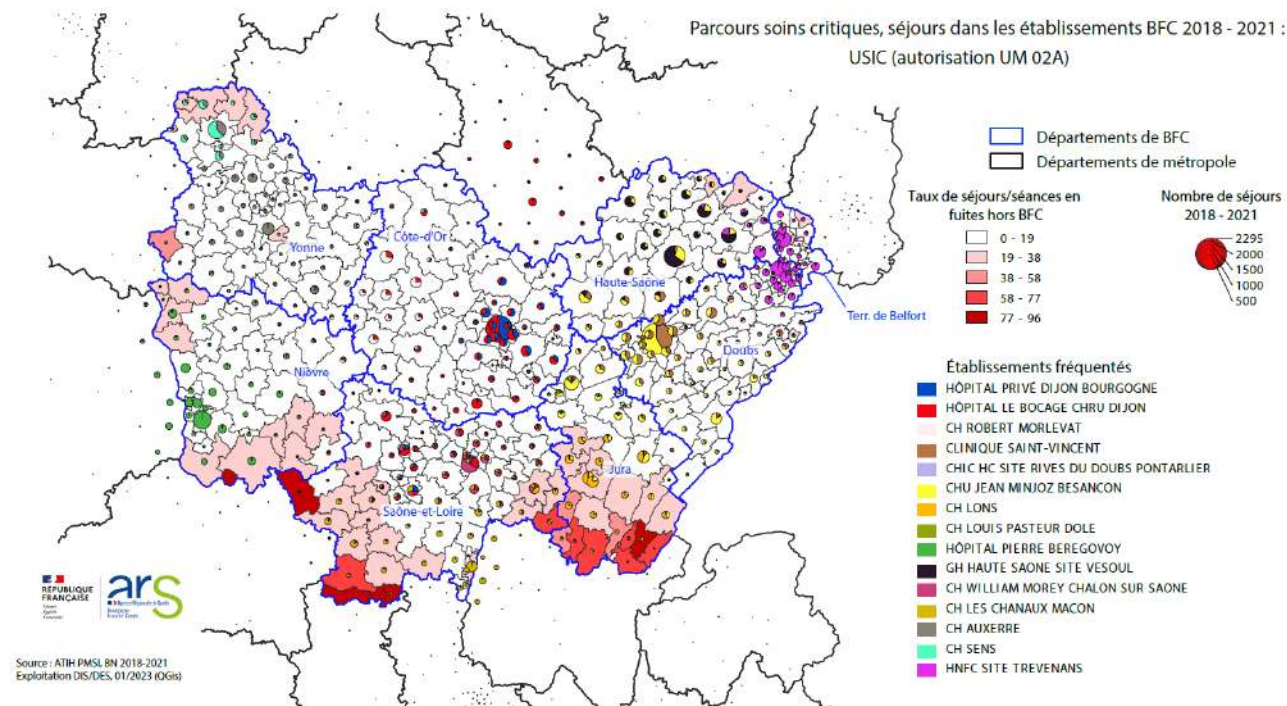 Parcours soins critiques, séjours dans les établissements BFC 2018 - 2021 :
USIC (autorisation UM 02A)
Départements de BFC
Départements de métropole
Taux de séjours/séances en
fuites hors BFC
0 - 19
19 - 38
38 - 58
58 - 77
77 - 96
Nombre de séjours
2018 - 2021
2295
2000
1500
1000
500
Yonne
Côte-d'Or
Haute-Saône
Terr. de Belfort
Doubs
Nièvre
Jura
Saône-et-Loire
Établissements fréquentés
HÔPITAL PRIVÉ DIJON BOURGOGNE
HÔPITAL LE BOCAGE CHRU DIJON
CH ROBERT MORLEVAT
CLINIQUE SAINT-VINCENT
CHIC HC SITE RIVES DU DOUBS PONTARLIER
CHU JEAN MINJOZ BESANCON
CH LONS
CH LOUIS PASTEUR DOLE
HÔPITAL PIERRE BEREGOVOY
GH HAUTE SAONE SITE VESOUL
CH WILLIAM MOREY CHALON SUR SAONE
CH LES CHANAUX MACON
CH AUXERRE
CH SENS
HNFC SITE TREVENANS
RÉPUBLIQUE
FRANÇAISE
ars
Source : ATIH PMSI, BN 2018-2021
Exploitation DIS/DES, 01/2023 (QGis)